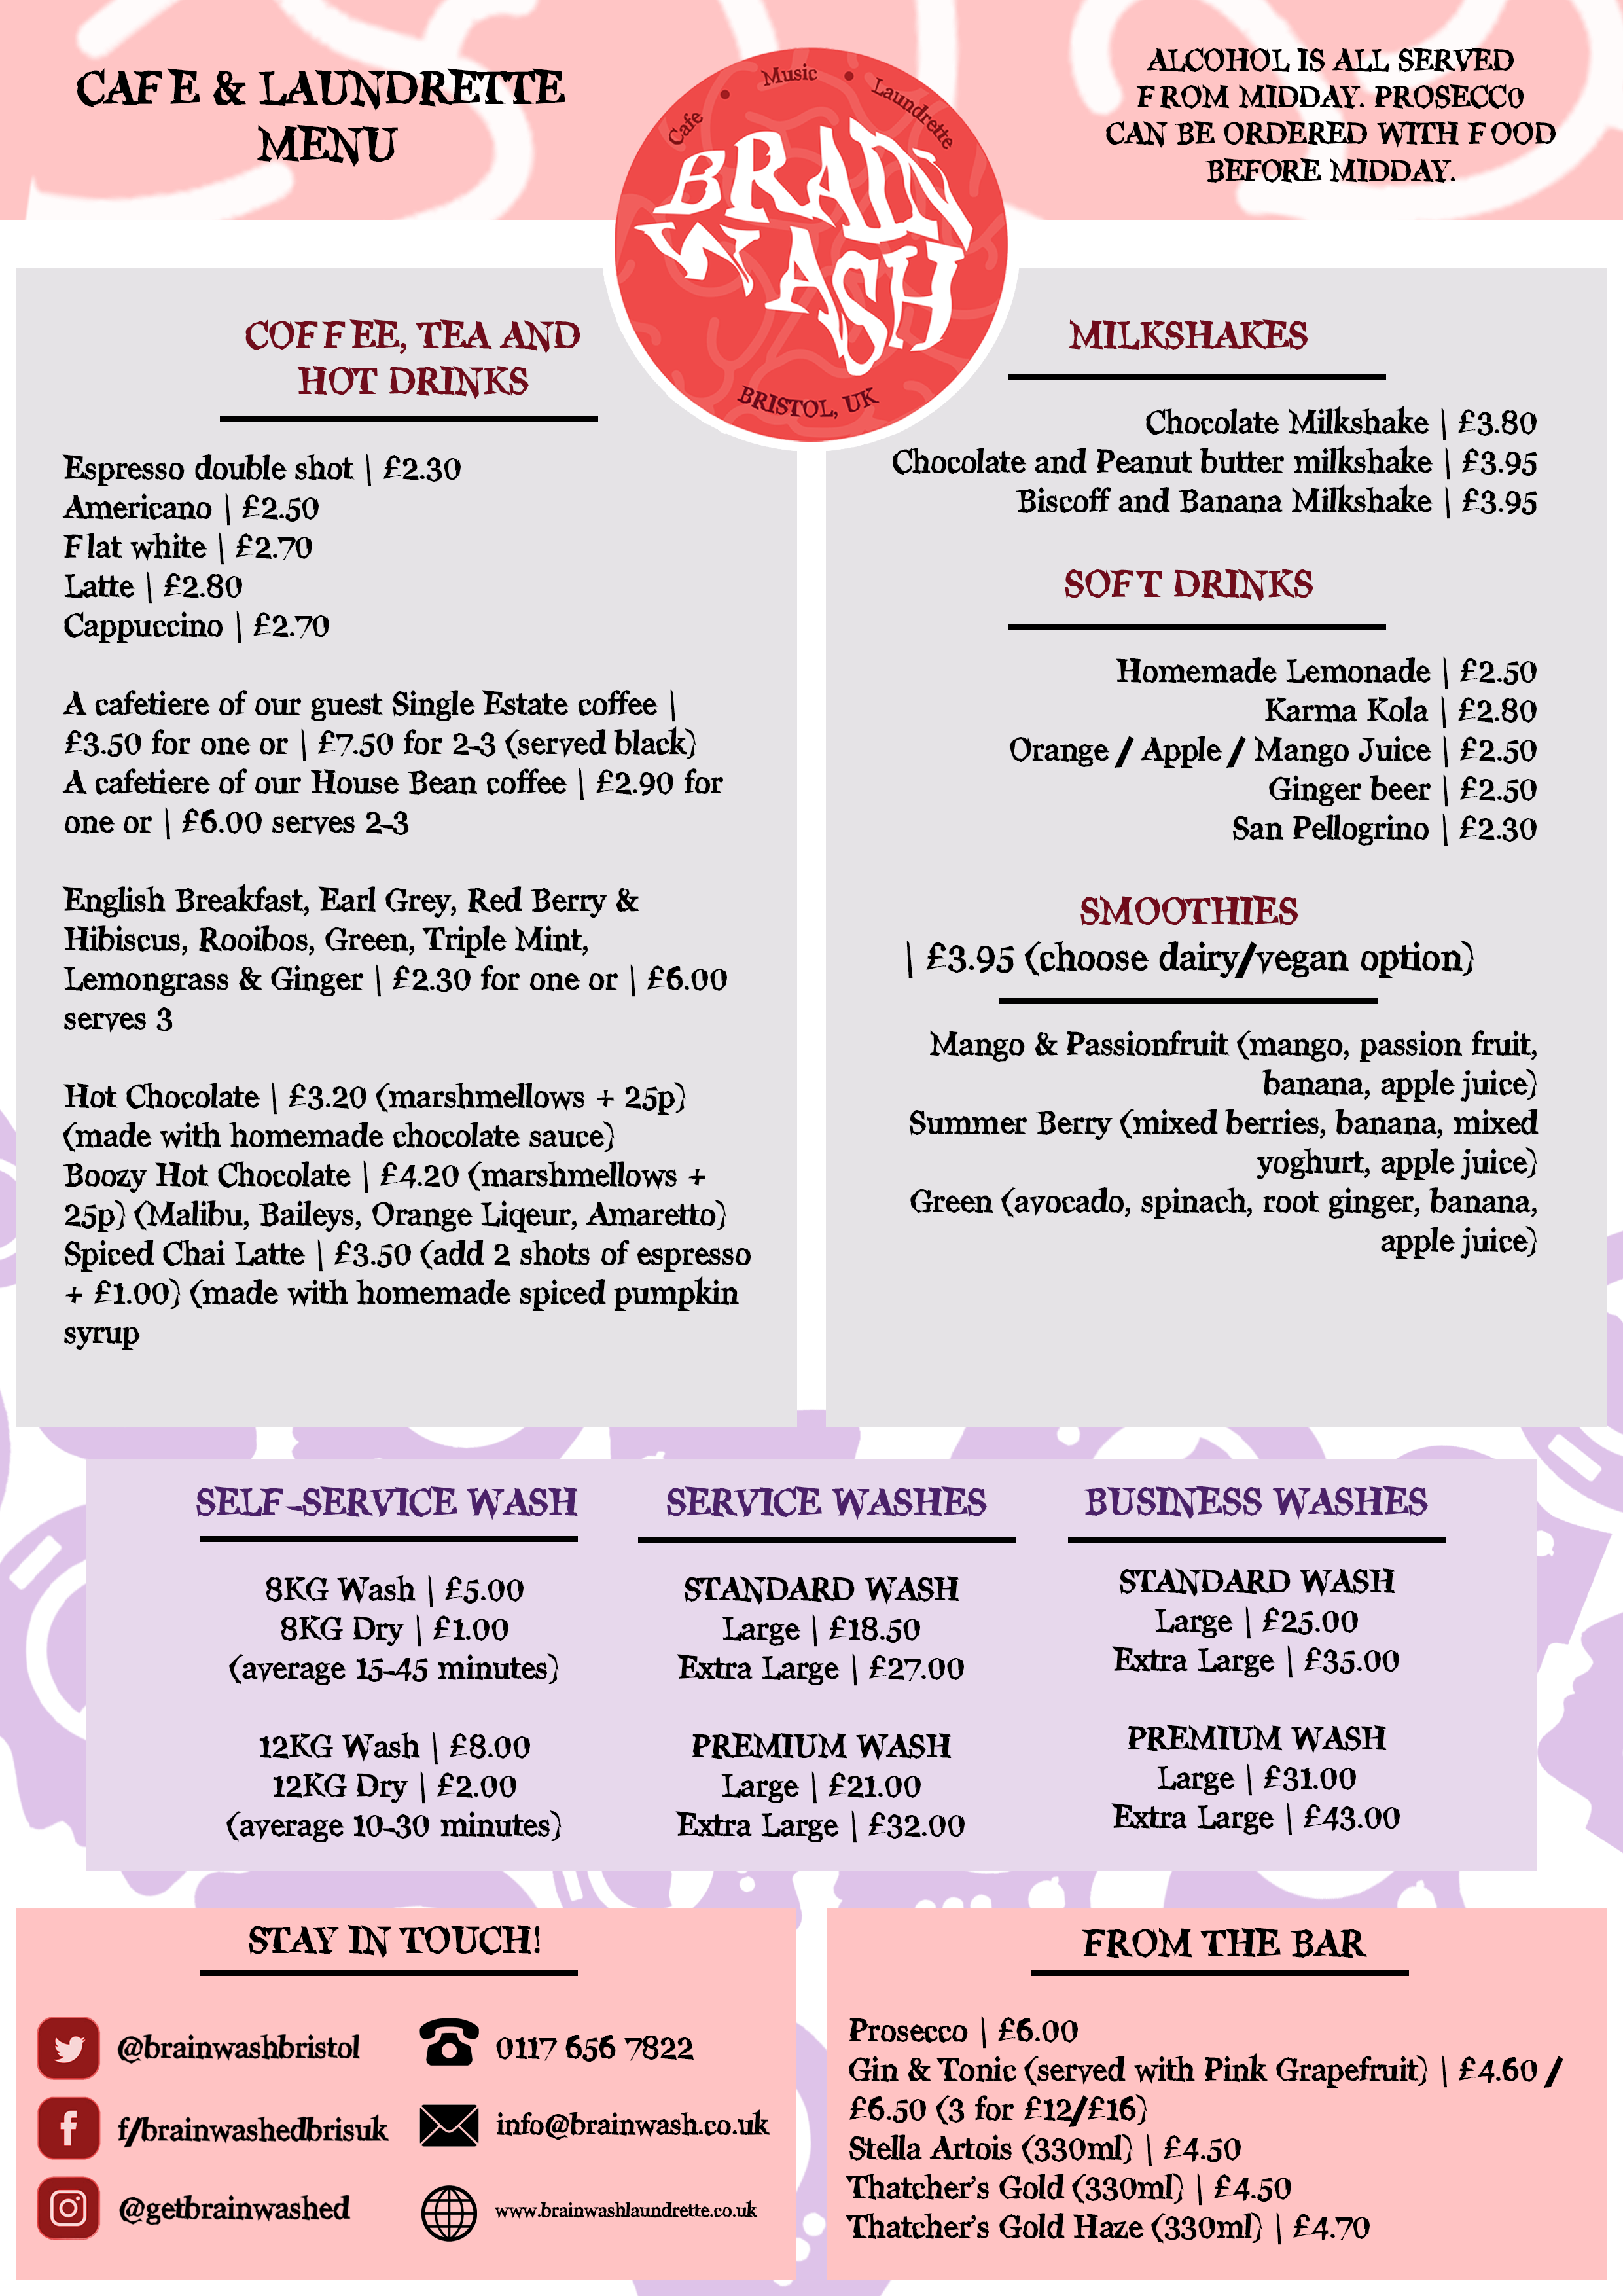 CAFE & LAUNDRETTE
MENU
Cafe • Music • Laundrette
BRAIN
WASH
BRISTOL, UK
ALCOHOL IS ALL SERVED
FROM MIDDAY. PROSECCO
CAN BE ORDERED WITH FOOD
BEFORE MIDDAY.
COFFEE, TEA AND
HOT DRINKS
Espresso double shot | £2.30
Americano | £2.50
Flat white | £2.70
Latte | £2.80
Cappuccino | £2.70
A cafetiere of our guest Single Estate coffee |
£3.50 for one or | £7.50 for 2-3 (served black)
A cafetiere of our House Bean coffee | £2.90 for
one or | £6.00 serves 2-3
English Breakfast, Earl Grey, Red Berry &
Hibiscus, Rooibos, Green, Triple Mint,
Lemongrass & Ginger | £2.30 for one or | £6.00
serves 3
Hot Chocolate | £3.20 (marshmellows + 25p)
(made with homemade chocolate sauce)
Boozy Hot Chocolate | £4.20 (marshmellows +
25p) (Malibu, Baileys, Orange Liqeur, Amaretto)
Spiced Chai Latte | £3.50 (add 2 shots of espresso
+ £1.00) (made with homemade spiced pumpkin
syrup
MILKSHAKES
Chocolate Milkshake | £3.80
Chocolate and Peanut butter milkshake | £3.95
Biscoff and Banana Milkshake | £3.95
SOFT DRINKS
Homemade Lemonade | £2.50
Karma Kola | £2.80
Orange / Apple / Mango Juice | £2.50
Ginger beer | £2.50
San Pellogrino | £2.30
SMOOTHIES
| £3.95 (choose dairy/vegan option)
Mango & Passionfruit (mango, passion fruit,
banana, apple juice)
Summer Berry (mixed berries, banana, mixed
yoghurt, apple juice)
Green (avocado, spinach, root ginger, banana,
apple juice)
SELF-SERVICE WASH
8KG Wash | £5.00
8KG Dry | £1.00
(average 15-45 minutes)
12KG Wash | £8.00
12KG Dry | £2.00
(average 10-30 minutes)
SERVICE WASHES
STANDARD WASH
Large | £18.50
Extra Large | £27.00
PREMIUM WASH
Large | £21.00
Extra Large | £32.00
BUSINESS WASHES
STANDARD WASH
Large | £25.00
Extra Large | £35.00
PREMIUM WASH
Large | £31.00
Extra Large | £43.00
STAY IN TOUCH!
@brainwashbristol
f/brainwashedbrisuk
@getbrainwashed
0117 656 7822
info@brainwash.co.uk
www.brainwashlaundrette.co.uk
FROM THE BAR
Prosecco | £6.00
Gin & Tonic (served with Pink Grapefruit) | £4.60 /
£6.50 (3 for £12/£16)
Stella Artois (330ml) | £4.50
Thatcher's Gold (330ml) | £4.50
Thatcher's Gold Haze (330ml) | £4.70